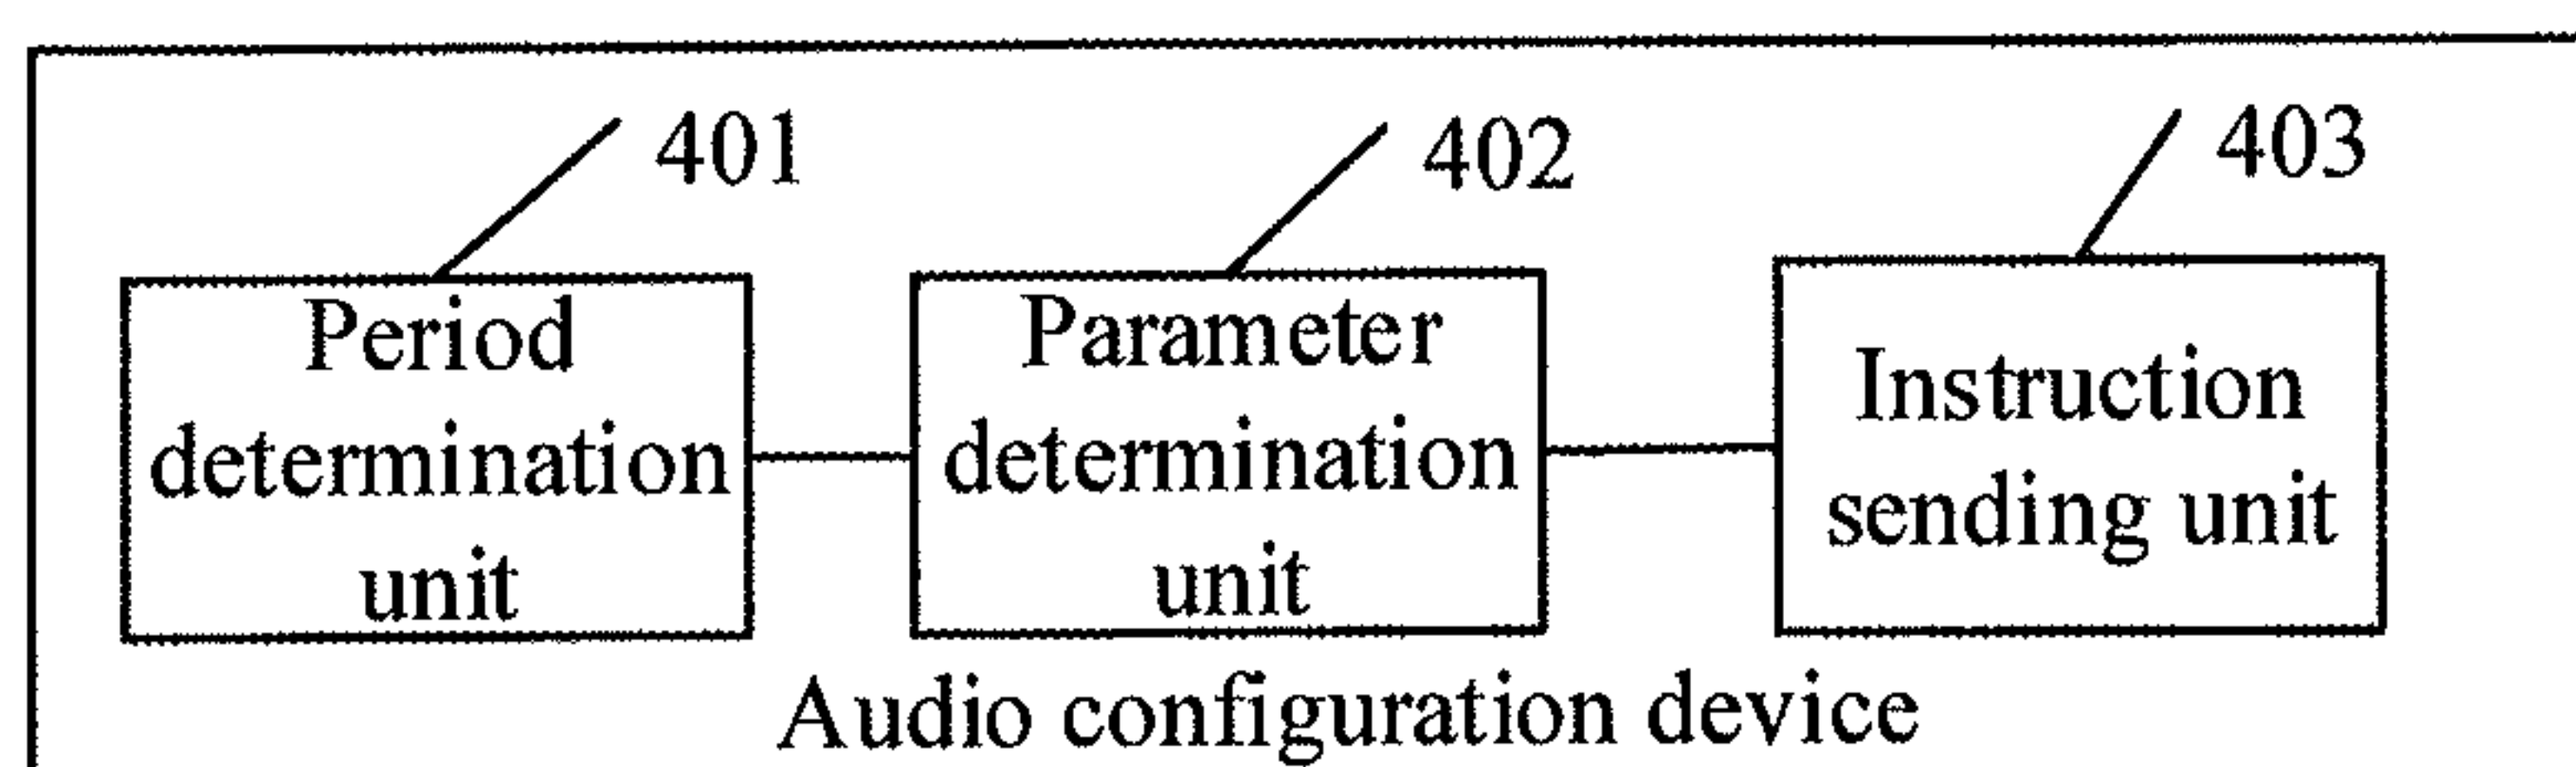 401
402
403
Period
determination
unit
Parameter
determination
unit
Instruction
sending unit
Audio configuration device